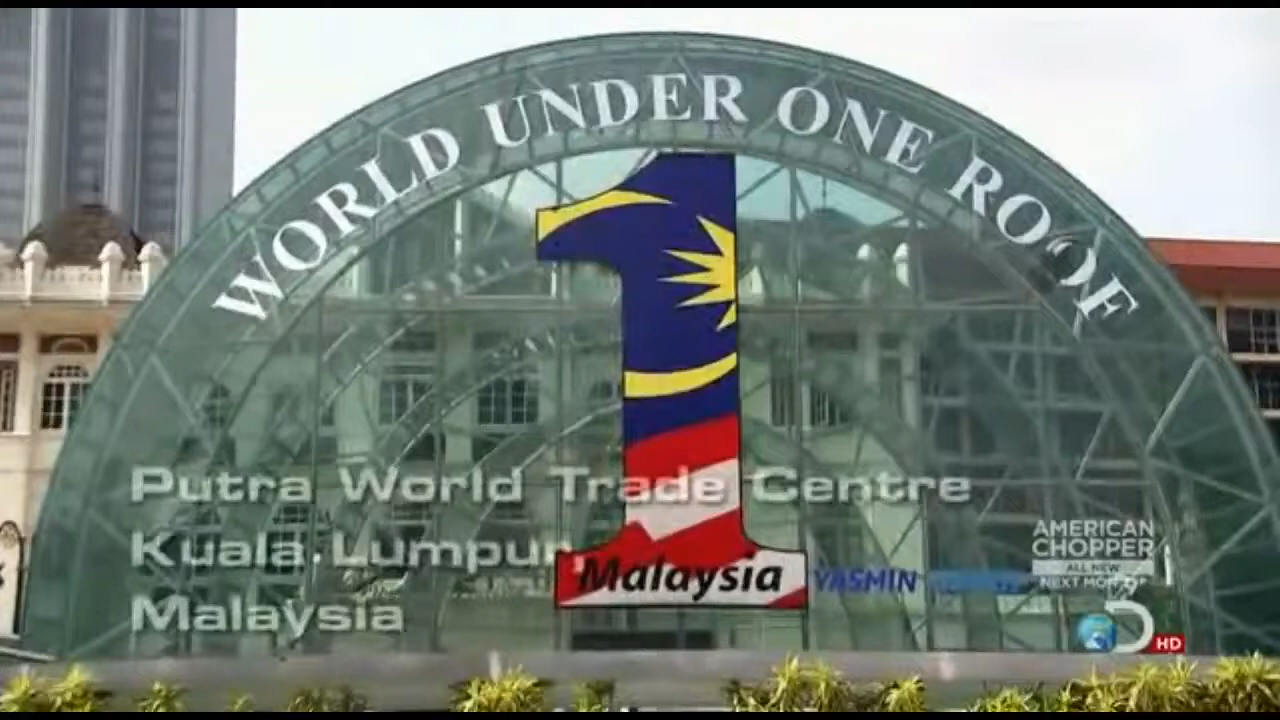 WORLD UNDER ONE ROOF
1
Malaysia
Putra World Trade Centre
Kuala Lumpur,
Malaysia
YASMIN
AMERICAN
CHOPPER
ALL NEW
NEXT MON
HD